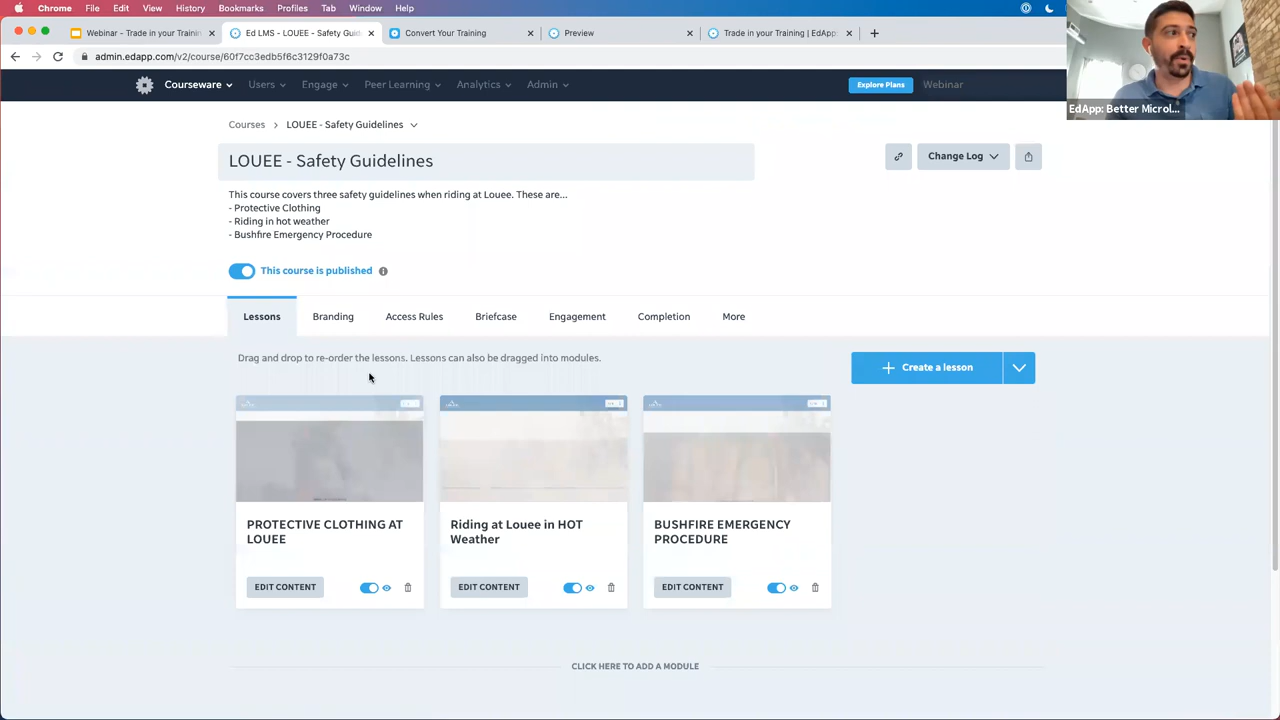 Chrome File Edit View History Bookmarks Profiles Tab Window Help
Webinar - Trade in your Trainin
Ed LMS - LOUEE - Safety Guid
Convert Your Training
Preview
Trade in your Training | EdApp:
admin.edapp.com/v2/course/60f7cc3edb5f6c3129f0a73c
Courseware Users Engage Peer Learning Analytics Admin
Explore Plans
Webinar
EdApp: Better Microl...
Courses > LOUEE - Safety Guidelines
LOUEE - Safety Guidelines
Change Log
This course covers three safety guidelines when riding at Louee. These are...
- Protective Clothing
- Riding in hot weather
- Bushfire Emergency Procedure
This course is published
Lessons Branding Access Rules Briefcase Engagement Completion More
Drag and drop to re-order the lessons. Lessons can also be dragged into modules.
+ Create a lesson
PROTECTIVE CLOTHING AT
LOUEE
EDIT CONTENT
Riding at Louee in HOT
Weather
EDIT CONTENT
BUSHFIRE EMERGENCY
PROCEDURE
EDIT CONTENT
CLICK HERE TO ADD A MODULE